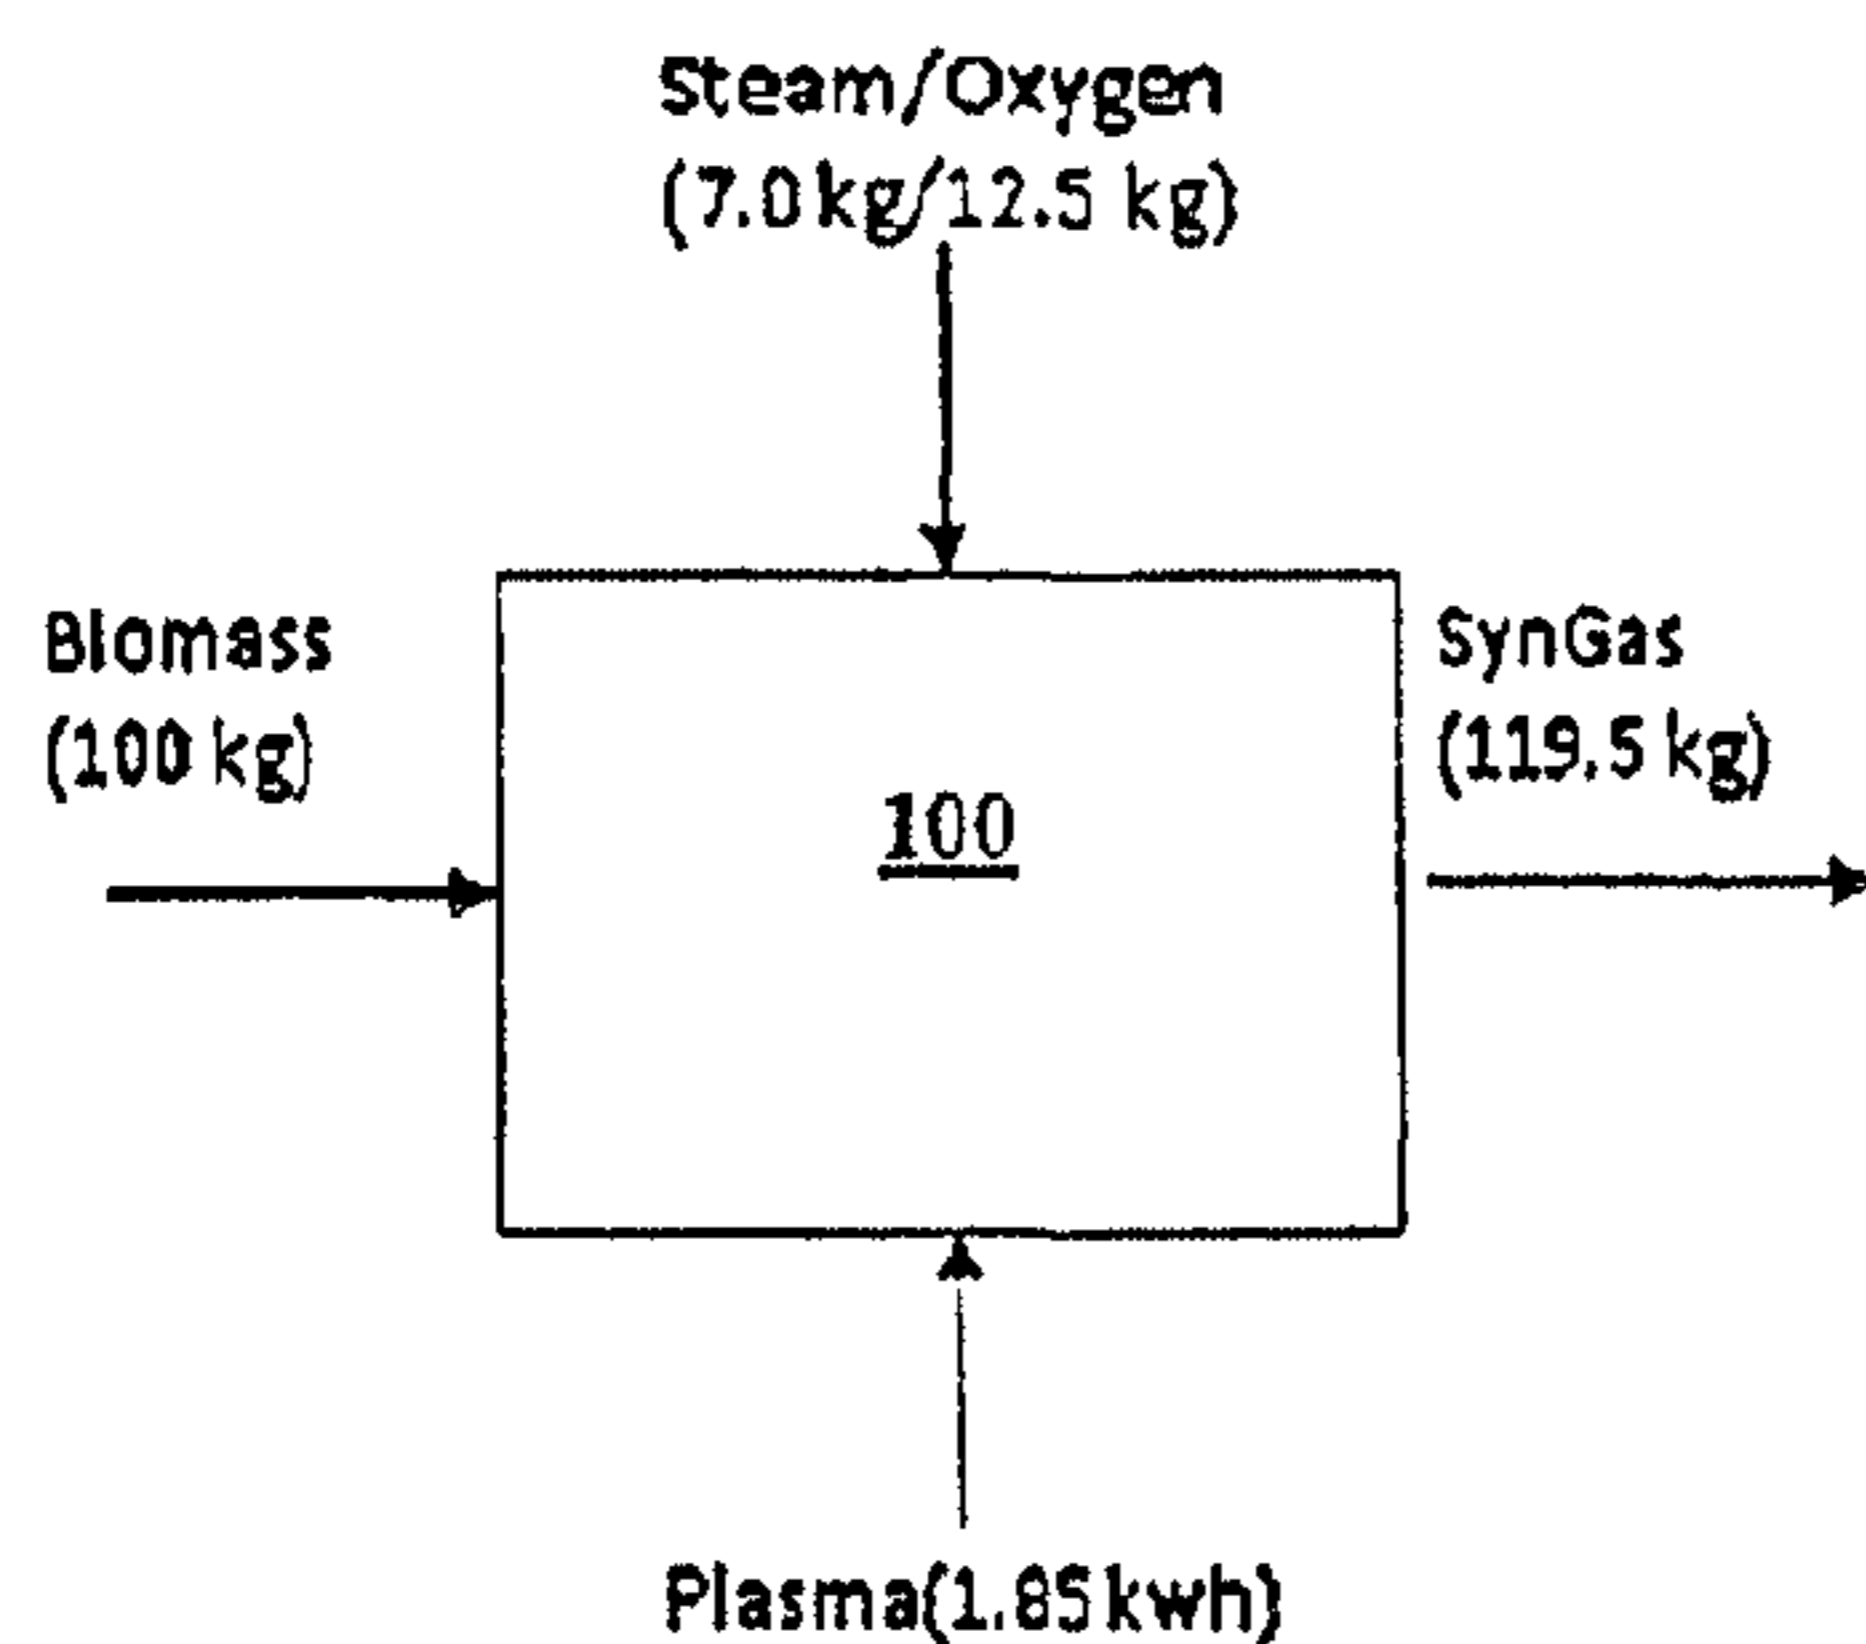 Steam/Oxygen
(7.0 kg/12.5 kg)
Biomass
(100 kg)
SynGas
(119.5 kg)
100
Plasma(1.85 kwh)